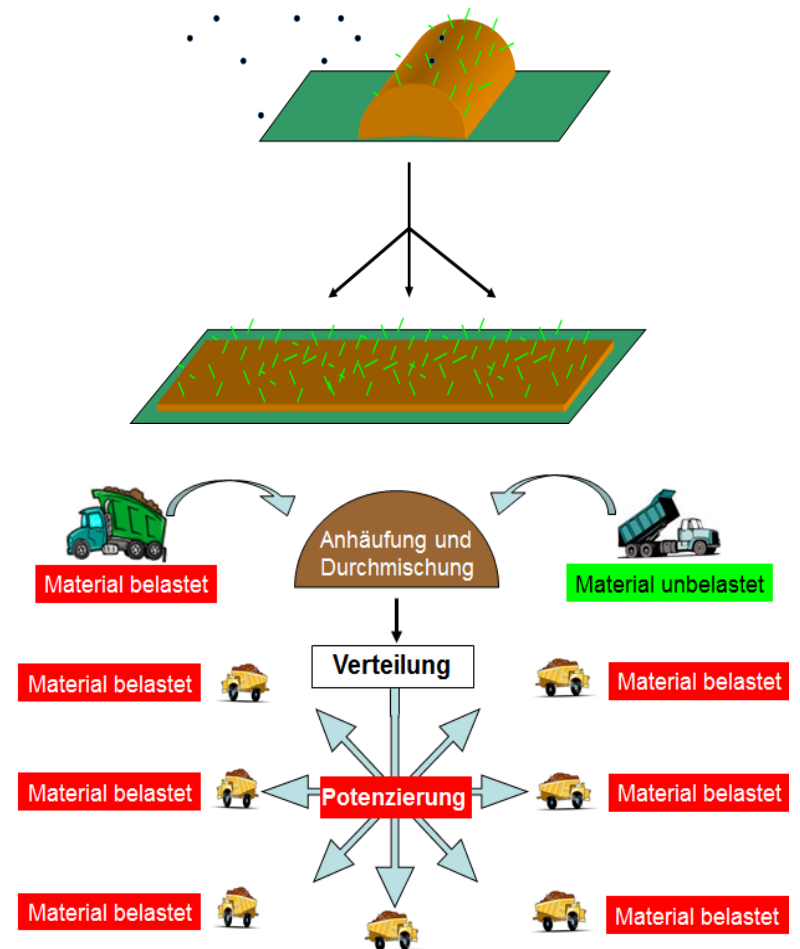 Anhäufung und
Durchmischung
Material belastet
Material unbelastet
Verteilung
Material belastet
Material belastet
Material belastet
Potenzierung
Material belastet
Material belastet
Material belastet